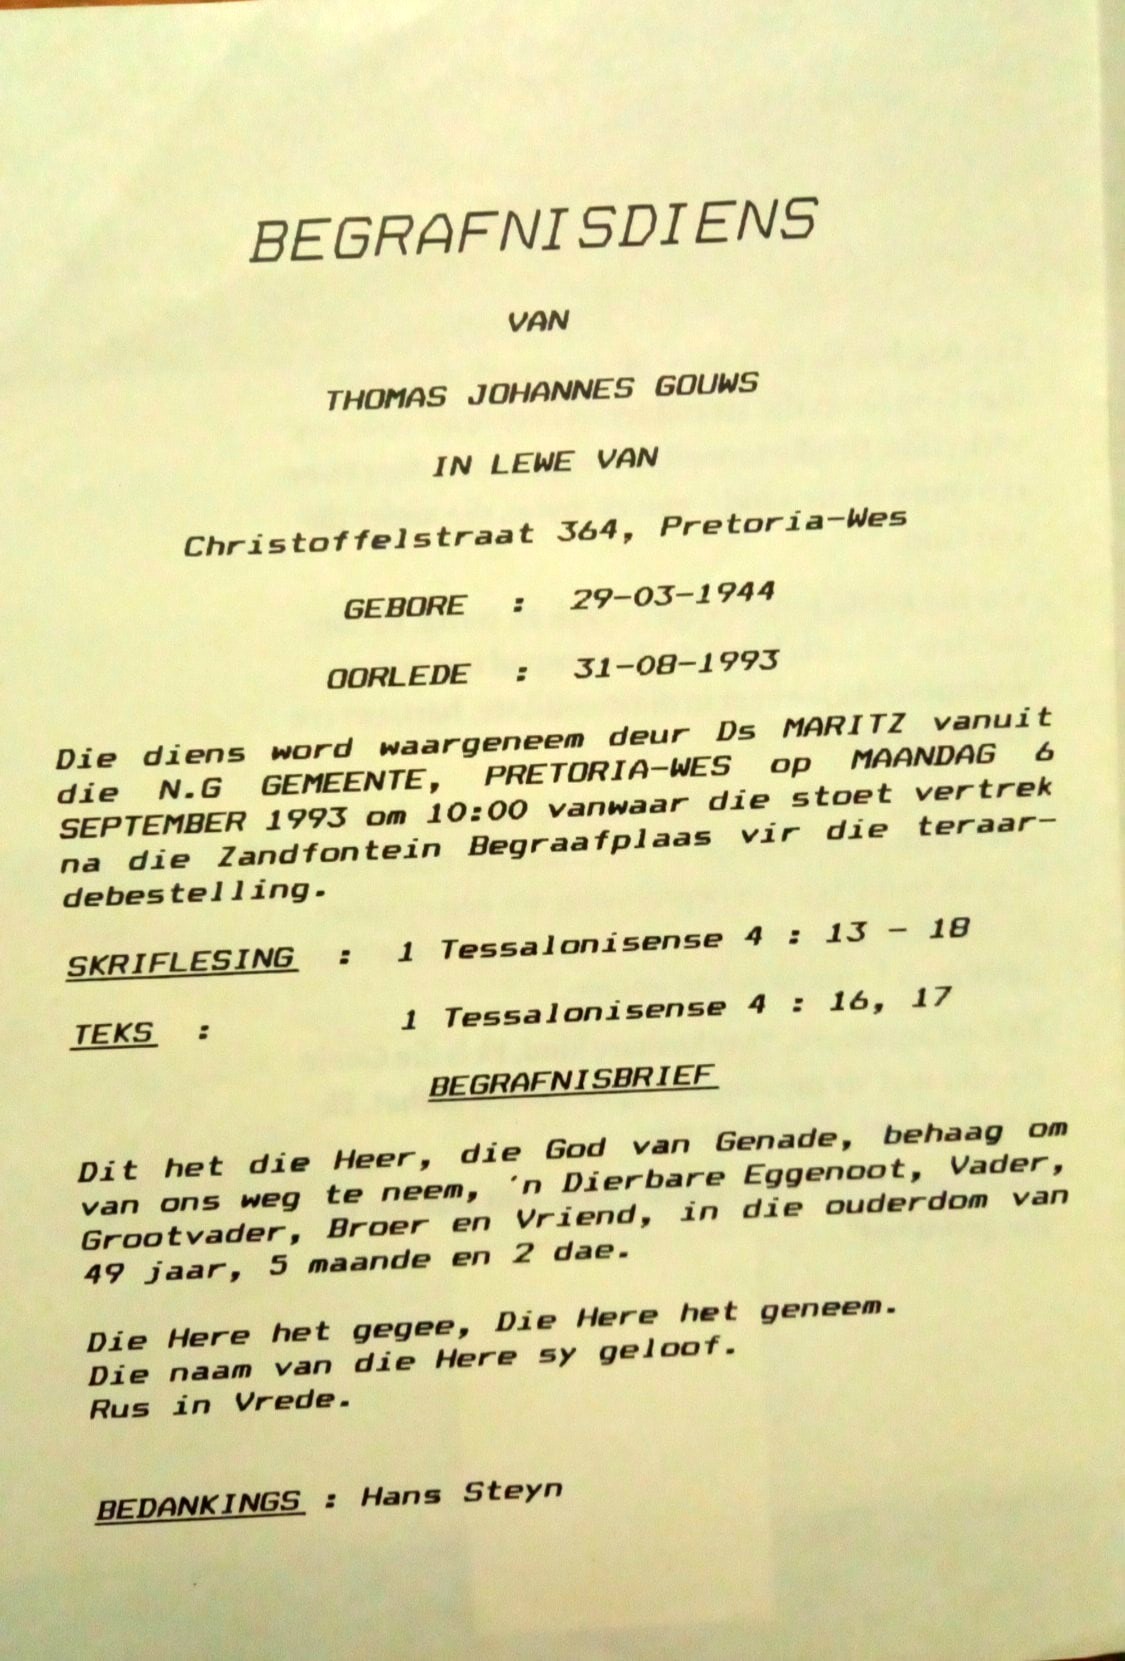 BEGRAFNISDIENS
VAN
THOMAS JOHANNES GOUWS
IN LEWE VAN
Christoffelstraat 364, Pretoria-Wes
GEBORE : 29-03-1944
OORLEDE : 31-08-1993
Die diens word waargeneem deur Ds MARITZ vanuit
die N.G GEMEENTE, PRETORIA-WES op MAANDAG 6
SEPTEMBER 1993 om 10:00 vanwaar die stoet vertrek
na die Zandfontein Begraafplaas vir die teraar-
debestelling.
SKRIFLESING : 1 Tessalonisense 4 : 13 - 18
TEKS : 1 Tessalonisense 4 : 16, 17
BEGRAFNISBRIEF
Dit het die Heer, die God van Genade, behaag om
van ons weg te neem, 'n Dierbare Eggenoot, Vader,
Grootvader, Broer en Vriend, in die ouderdom van
49 jaar, 5 maande en 2 dae.
Die Here het gegee, Die Here het geneem.
Die naam van die Here sy geloof.
Rus in Vrede.
BEDANKINGS : Hans Steyn